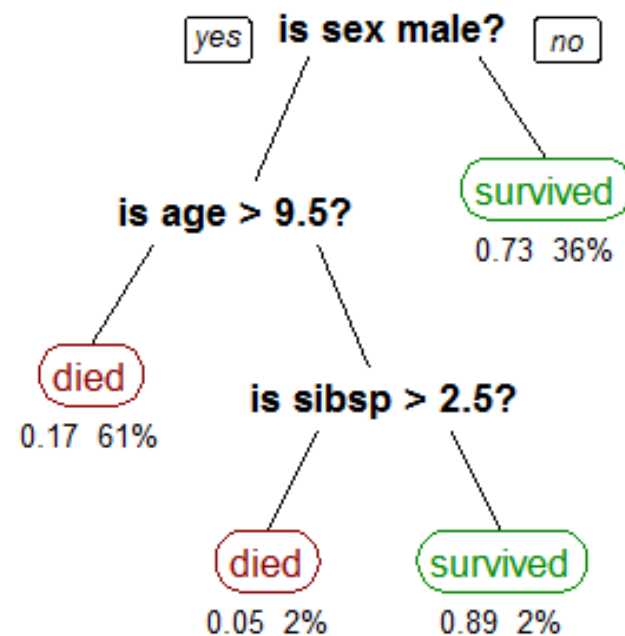 yes is sex male? no
survived
0.73 36%
is age > 9.5?
died
0.17 61%
is sibsp > 2.5?
died survived
0.05 2% 0.89 2%